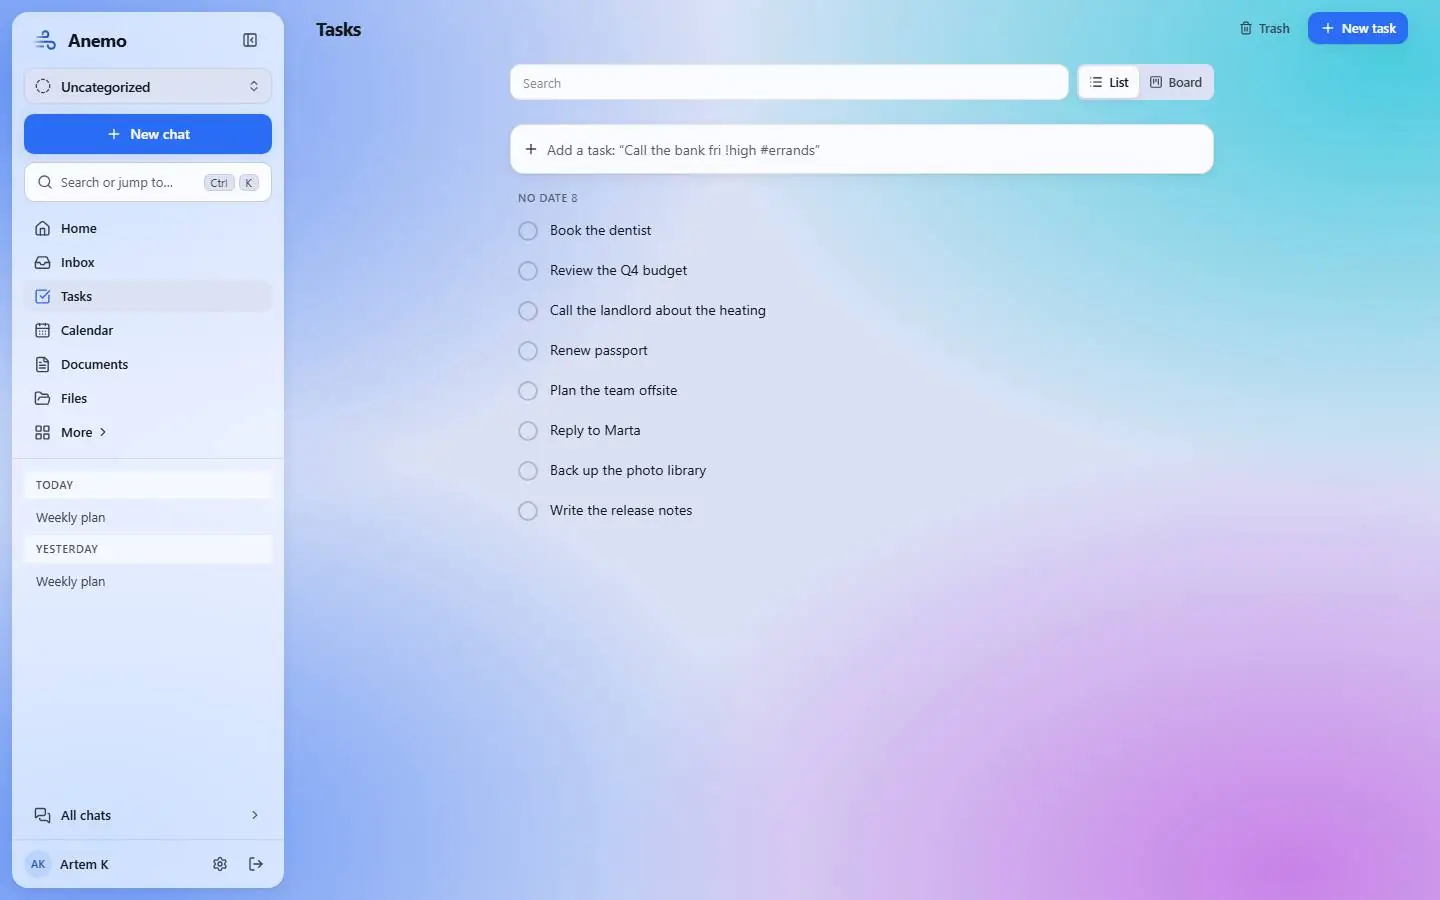 Anemo
Uncategorized
New chat
Search or jump to... Ctrl K
Home
Inbox
Tasks
Calendar
Documents
Files
More
TODAY
Weekly plan
YESTERDAY
Weekly plan
All chats
AK Artem K
Tasks
Trash
New task
Search
List
Board
Add a task: “Call the bank fri !high #errands”
NO DATE 8
Book the dentist
Review the Q4 budget
Call the landlord about the heating
Renew passport
Plan the team offsite
Reply to Marta
Back up the photo library
Write the release notes